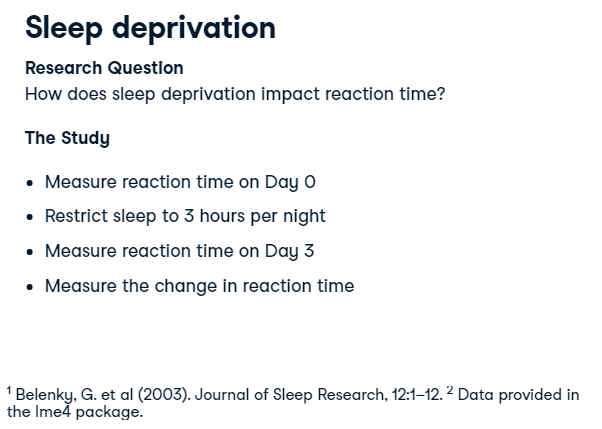 Sleep deprivation
Research Question
How does sleep deprivation impact reaction time?
The Study
• Measure reaction time on Day 0
• Restrict sleep to 3 hours per night
• Measure reaction time on Day 3
• Measure the change in reaction time
¹ Belenky, G. et al (2003). Journal of Sleep Research, 12:1–12. ² Data provided in
the lme4 package.